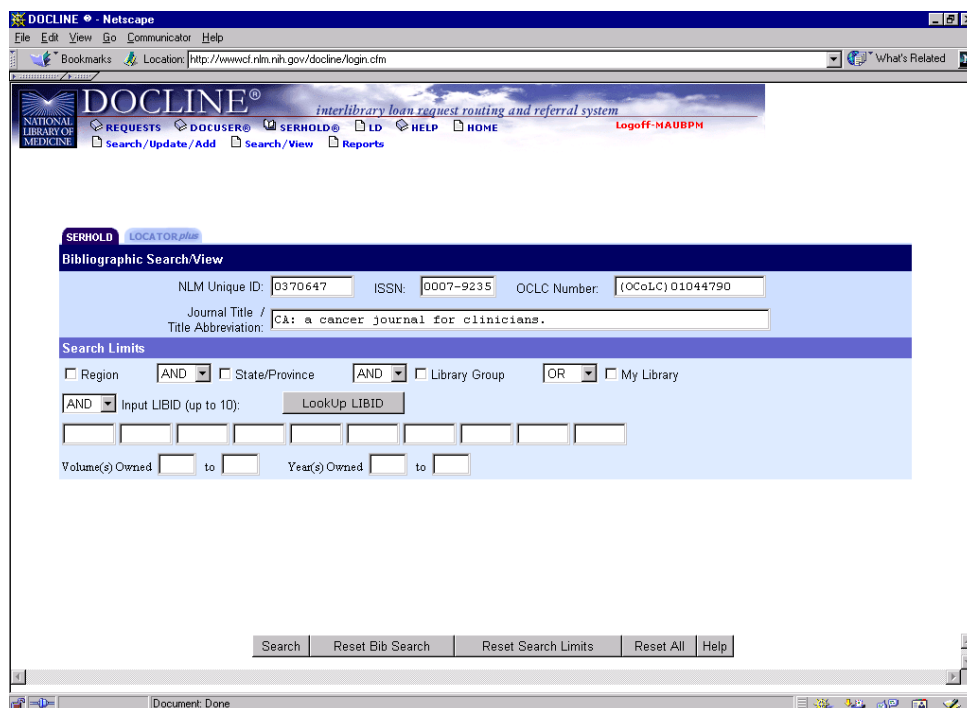 DOCLINE ® - Netscape
File Edit View Go Communicator Help
Bookmarks Location: http://wwwcf.nlm.nih.gov/docline/login.cfm What's Related
NATIONAL LIBRARY OF MEDICINE
DOCLINE®
interlibrary loan request routing and referral system
REQUESTS DOCUSER® SERHOLD® LD HELP HOME Logoff-MAUBPM
Search/Update/Add Search/View Reports
SERHOLD LOCATORplus
Bibliographic Search/View
NLM Unique ID: 0370647 ISSN: 0007-9235 OCLC Number: (OCoLC)01044790
Journal Title /
Title Abbreviation: CA: a cancer journal for clinicians.
Search Limits
Region AND State/Province AND Library Group OR My Library
AND Input LIBID (up to 10): LookUp LIBID
Volume(s) Owned to Year(s) Owned to
Search Reset Bib Search Reset Search Limits Reset All Help
Document: Done